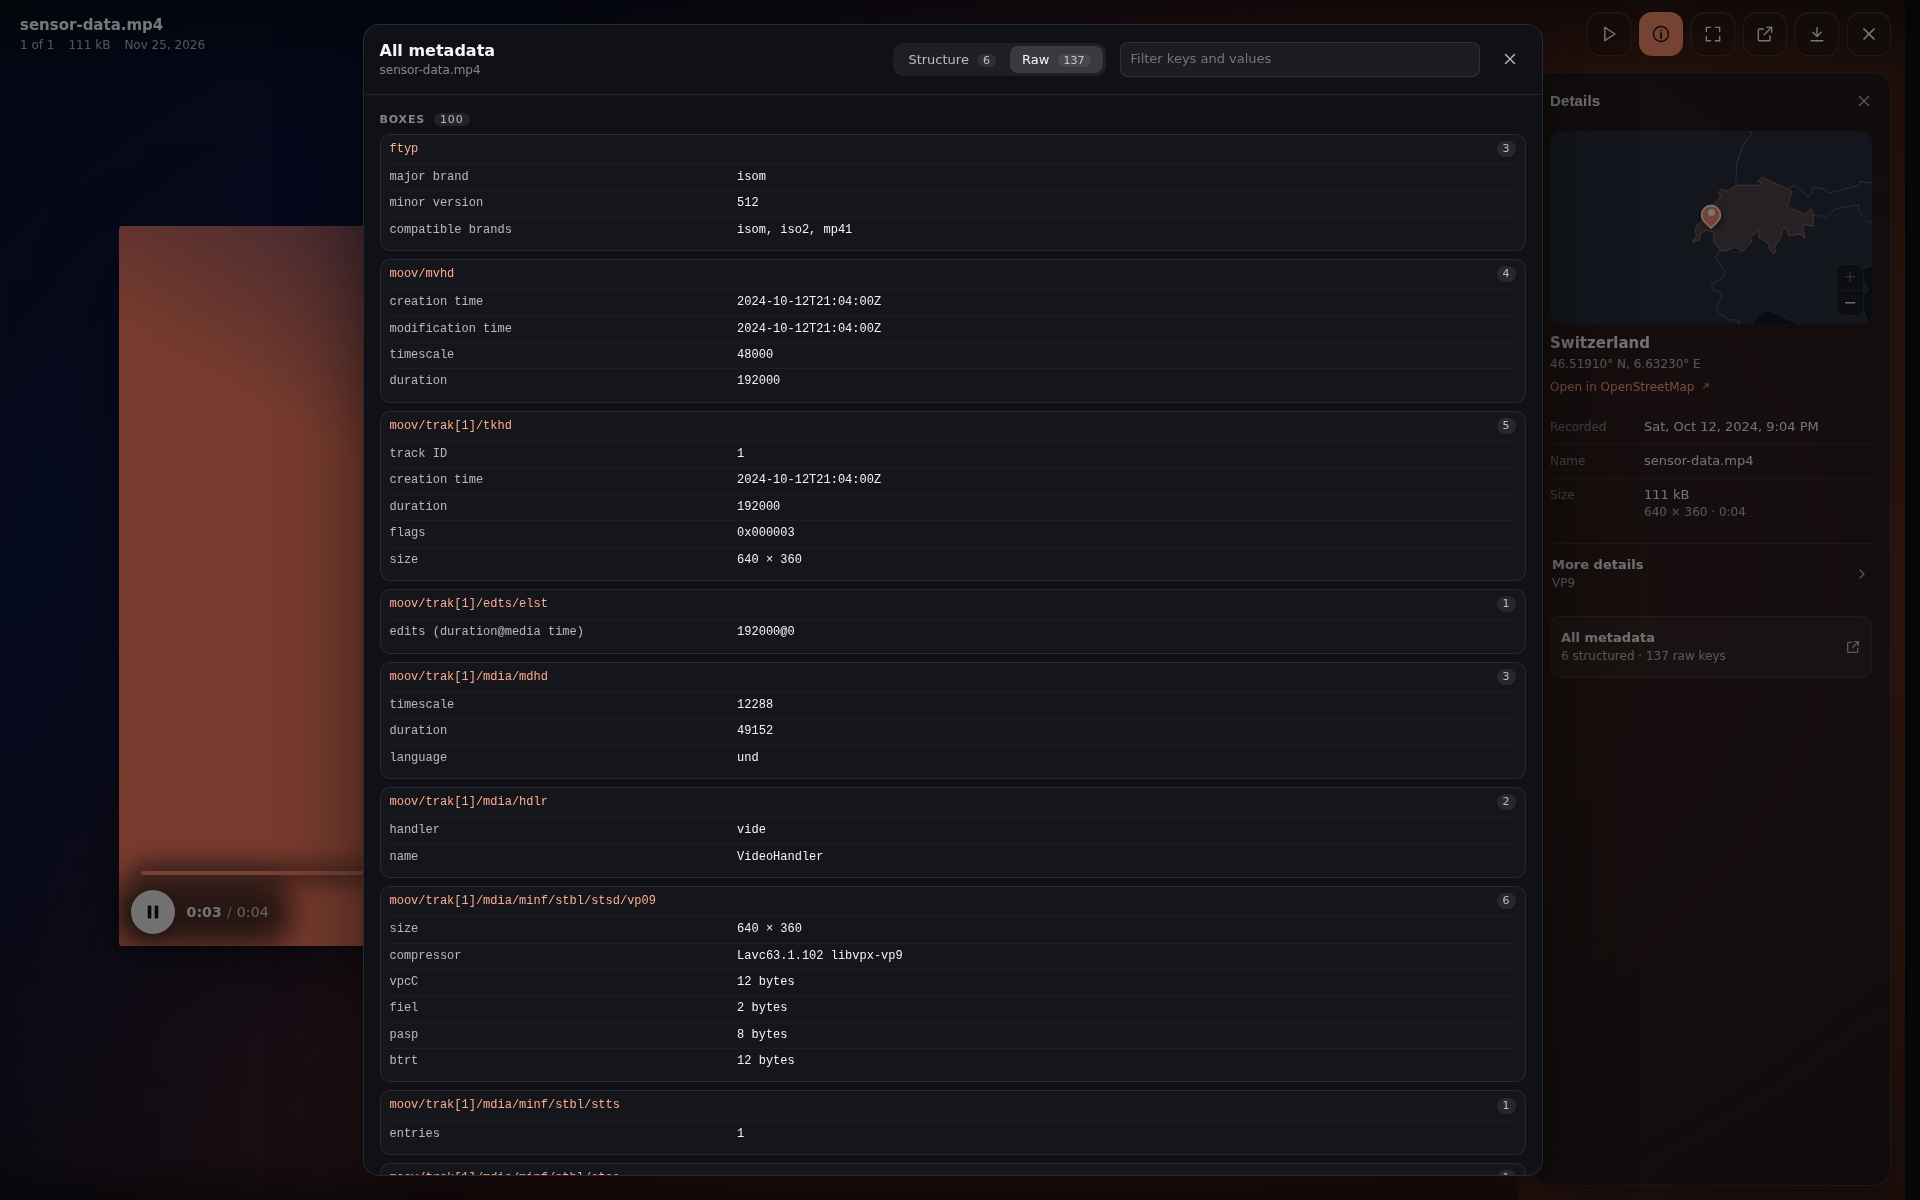 sensor-data.mp4
1 of 1 111 kB Nov 25, 2026
All metadata
sensor-data.mp4
Structure 6
Raw 137
Filter keys and values
BOXES 100
ftyp 3
major brand isom
minor version 512
compatible brands isom, iso2, mp41
moov/mvhd 4
creation time 2024-10-12T21:04:00Z
modification time 2024-10-12T21:04:00Z
timescale 48000
duration 192000
moov/trak[1]/tkhd 5
track ID 1
creation time 2024-10-12T21:04:00Z
duration 192000
flags 0x000003
size 640 × 360
moov/trak[1]/edts/elst 1
edits (duration@media time) 192000@0
moov/trak[1]/mdia/mdhd 3
timescale 12288
duration 49152
language und
moov/trak[1]/mdia/hdlr 2
handler vide
name VideoHandler
moov/trak[1]/mdia/minf/stbl/stsd/vp09 6
size 640 × 360
compressor Lavc63.1.102 libvpx-vp9
vpcC 12 bytes
fiel 2 bytes
pasp 8 bytes
btrt 12 bytes
moov/trak[1]/mdia/minf/stbl/stts 1
entries 1
0:03 / 0:04
Details
Switzerland
46.51910° N, 6.63230° E
Open in OpenStreetMap ↗
Recorded Sat, Oct 12, 2024, 9:04 PM
Name sensor-data.mp4
Size 111 kB
640 × 360 · 0:04
More details
VP9
All metadata
6 structured · 137 raw keys